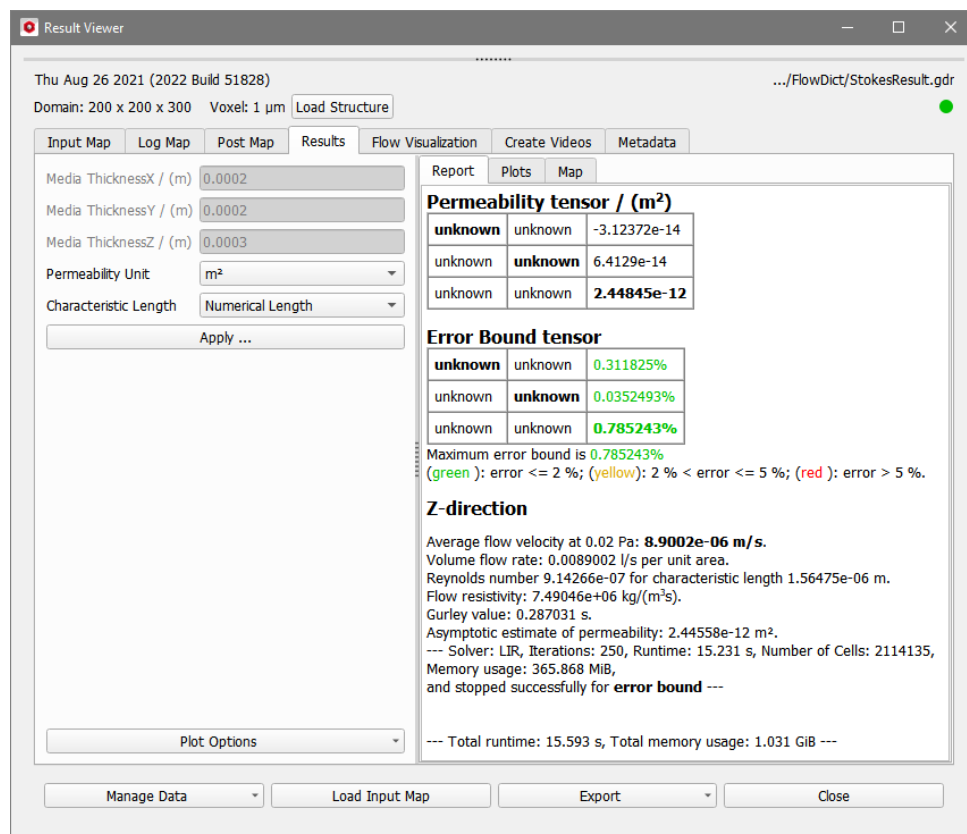 Result Viewer
Thu Aug 26 2021 (2022 Build 51828)
.../FlowDict/StokesResult.gdr
Domain: 200 x 200 x 300 Voxel: 1 µm Load Structure
Input Map Log Map Post Map Results Flow Visualization Create Videos Metadata
Media ThicknessX / (m) 0.0002
Media ThicknessY / (m) 0.0002
Media ThicknessZ / (m) 0.0003
Permeability Unit m²
Characteristic Length Numerical Length
Apply ...
Plot Options
Report Plots Map
Permeability tensor / (m²)
unknown unknown -3.12372e-14
unknown unknown 6.4129e-14
unknown unknown 2.44845e-12
Error Bound tensor
unknown unknown 0.311825%
unknown unknown 0.0352493%
unknown unknown 0.785243%
Maximum error bound is 0.785243%
(green ): error <= 2 %; (yellow): 2 % < error <= 5 %; (red ): error > 5 %.
Z-direction
Average flow velocity at 0.02 Pa: 8.9002e-06 m/s.
Volume flow rate: 0.0089002 l/s per unit area.
Reynolds number 9.14266e-07 for characteristic length 1.56475e-06 m.
Flow resistivity: 7.49046e+06 kg/(m³s).
Gurley value: 0.287031 s.
Asymptotic estimate of permeability: 2.44558e-12 m².
--- Solver: LIR, Iterations: 250, Runtime: 15.231 s, Number of Cells: 2114135,
Memory usage: 365.868 MiB,
and stopped successfully for error bound ---
--- Total runtime: 15.593 s, Total memory usage: 1.031 GiB ---
Manage Data Load Input Map Export Close